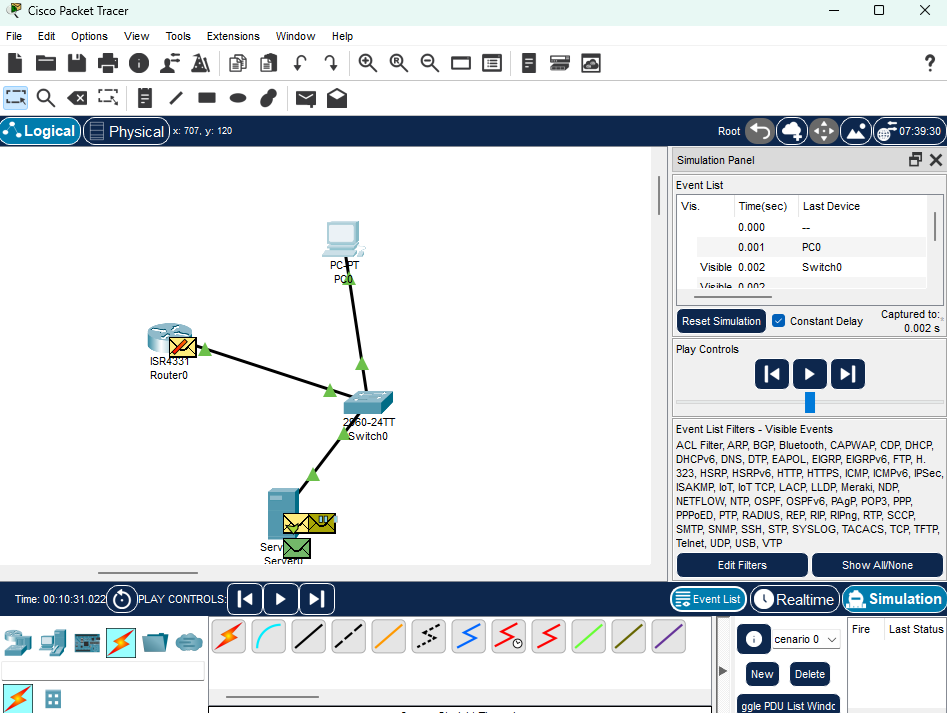 Cisco Packet Tracer
File Edit Options View Tools Extensions Window Help
Logical Physical x: 707, y: 120 Root 07:39:30
Simulation Panel
Event List
Vis. Time(sec) Last Device
0.000 --
0.001 PC0
Visible 0.002 Switch0
Visible 0.002
Reset Simulation Constant Delay Captured to:
0.002 s
Play Controls
Event List Filters - Visible Events
ACL Filter, ARP, BGP, Bluetooth, CAPWAP, CDP, DHCP,
DHCPv6, DNS, DTP, EAPOL, EIGRP, EIGRPv6, FTP, H.
323, HSRP, HSRPv6, HTTP, HTTPS, ICMP, ICMPv6, IPSec,
ISAKMP, IoT, IoT TCP, LACP, LLDP, Meraki, NDP,
NETFLOW, NTP, OSPF, OSPFv6, PAgP, POP3, PPP,
PPPoED, PTP, RADIUS, REP, RIP, RIPng, RTP, SCCP,
SMTP, SNMP, SSH, STP, SYSLOG, TACACS, TCP, TFTP,
Telnet, UDP, USB, VTP
Edit Filters Show All/None
PC-PT
PC0
ISR4331
Router0
2960-24TT
Switch0
Serv
Server0
Time: 00:10:31.022 PLAY CONTROLS: Event List Realtime Simulation
cenario 0 Fire Last Status
New Delete
ggle PDU List Windc